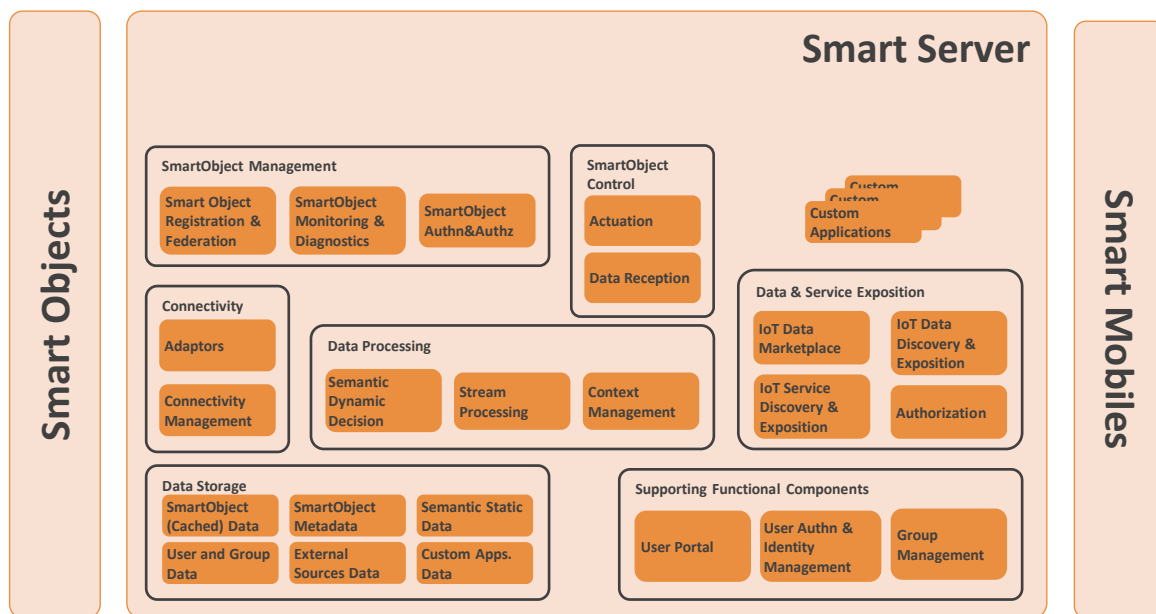 Smart Objects
Smart Server
Smart Mobiles
SmartObject Management
Smart Object
Registration &
Federation
SmartObject
Monitoring &
Diagnostics
SmartObject
Authn&Authz
SmartObject
Control
Actuation
Data Reception
Custom
Custom
Custom
Applications
Connectivity
Adaptors
Connectivity
Management
Data Processing
Semantic
Dynamic
Decision
Stream
Processing
Context
Management
Data & Service Exposition
IoT Data
Marketplace
IoT Data
Discovery &
Exposition
IoT Service
Discovery &
Exposition
Authorization
Data Storage
SmartObject
(Cached) Data
SmartObject
Metadata
Semantic Static
Data
User and Group
Data
External
Sources Data
Custom Apps.
Data
Supporting Functional Components
User Portal
User Authn &
Identity
Management
Group
Management